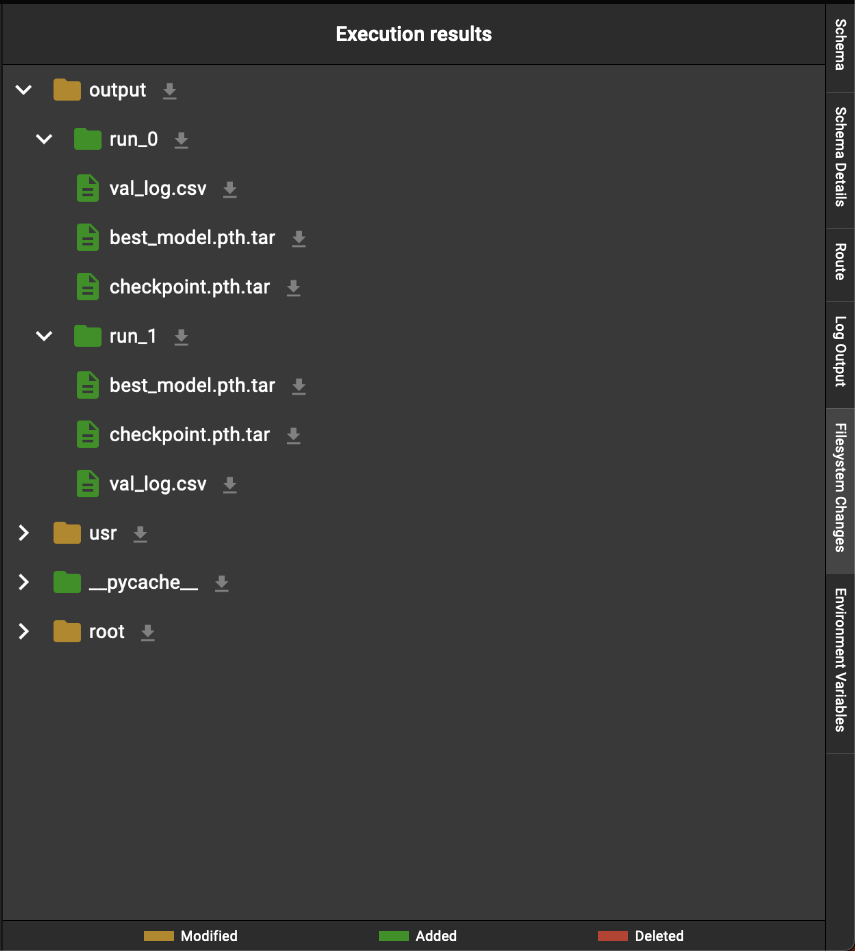 Execution results
output
run_0
val_log.csv
best_model.pth.tar
checkpoint.pth.tar
run_1
best_model.pth.tar
checkpoint.pth.tar
val_log.csv
usr
__pycache__
root
Modified
Added
Deleted
Schema
Schema Details
Route
Log Output
Filesystem Changes
Environment Variables